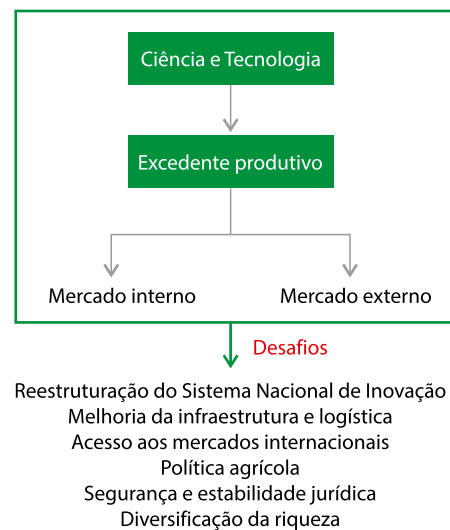 Ciência e Tecnologia
Excedente produtivo
Mercado interno
Mercado externo
Desafios
Reestruturação do Sistema Nacional de Inovação
Melhoria da infraestrutura e logística
Acesso aos mercados internacionais
Política agrícola
Segurança e estabilidade jurídica
Diversificação da riqueza